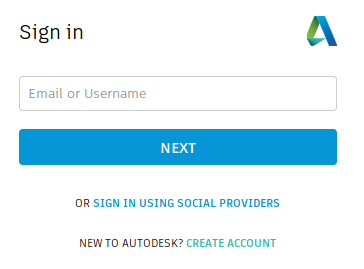 Sign in
Email or Username
NEXT
OR SIGN IN USING SOCIAL PROVIDERS
NEW TO AUTODESK? CREATE ACCOUNT